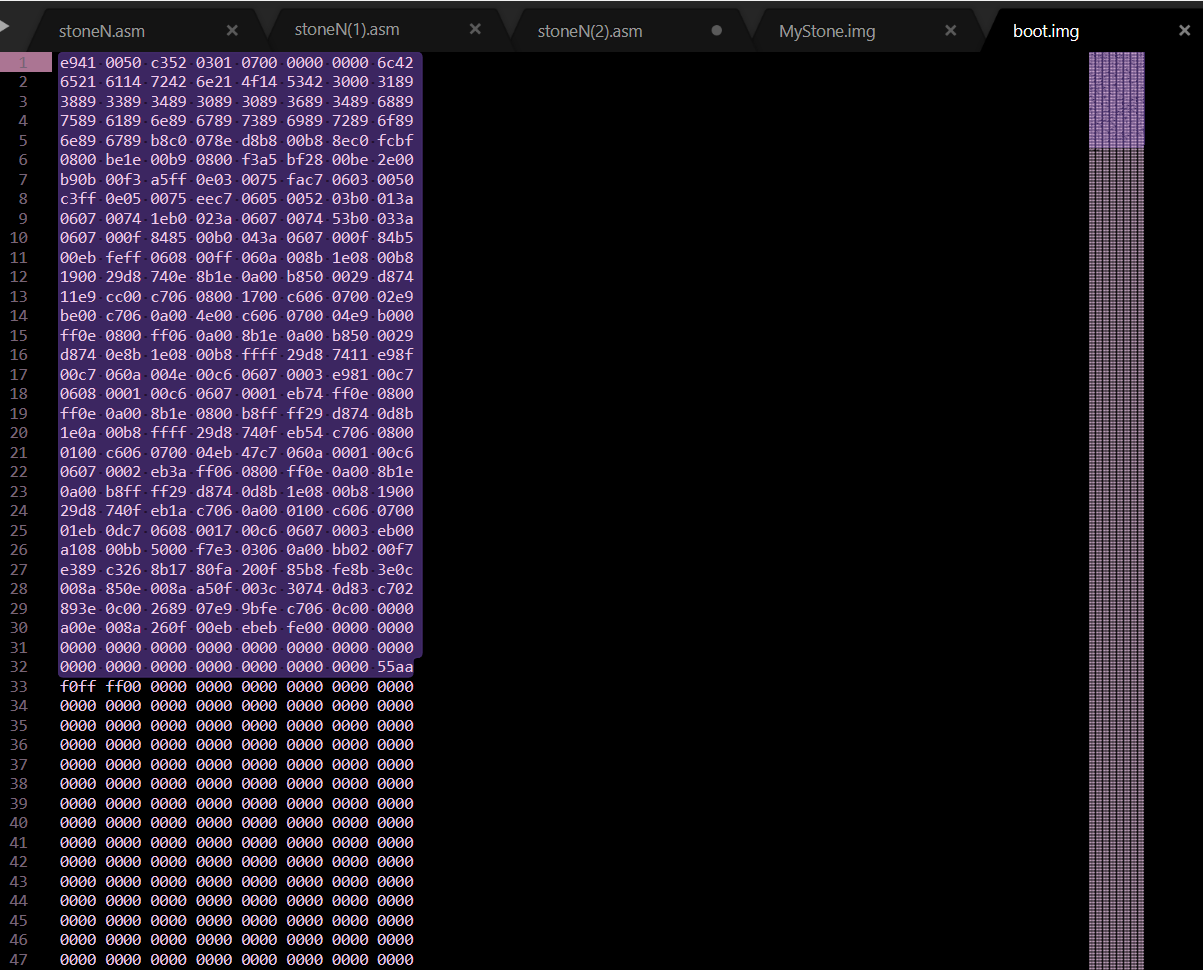 stoneN.asm × stoneN(1).asm × stoneN(2).asm ● MyStone.img × boot.img ×
1 e941 0050 c352 0301 0700 0000 0000 6c42
2 6521 6114 7242 6e21 4f14 5342 3000 3189
3 3889 3389 3489 3089 3089 3689 3489 6889
4 7589 6189 6e89 6789 7389 6989 7289 6f89
5 6e89 6789 b8c0 078e d8b8 00b8 8ec0 fcbf
6 0800 be1e 00b9 0800 f3a5 bf28 00be 2e00
7 b90b 00f3 a5ff 0e03 0075 fac7 0603 0050
8 c3ff 0e05 0075 eec7 0605 0052 03b0 013a
9 0607 0074 1eb0 023a 0607 0074 53b0 033a
10 0607 000f 8485 00b0 043a 0607 000f 84b5
11 00eb feff 0608 00ff 060a 008b 1e08 00b8
12 1900 29d8 740e 8b1e 0a00 b850 0029 d874
13 11e9 cc00 c706 0800 1700 c606 0700 02e9
14 be00 c706 0a00 4e00 c606 0700 04e9 b000
15 ff0e 0800 ff06 0a00 8b1e 0a00 b850 0029
16 d874 0e8b 1e08 00b8 ffff 29d8 7411 e98f
17 00c7 060a 004e 00c6 0607 0003 e981 00c7
18 0608 0001 00c6 0607 0001 eb74 ff0e 0800
19 ff0e 0a00 8b1e 0800 b8ff ff29 d874 0d8b
20 1e0a 00b8 ffff 29d8 740f eb54 c706 0800
21 0100 c606 0700 04eb 47c7 060a 0001 00c6
22 0607 0002 eb3a ff06 0800 ff0e 0a00 8b1e
23 0a00 b8ff ff29 d874 0d8b 1e08 00b8 1900
24 29d8 740f eb1a c706 0a00 0100 c606 0700
25 01eb 0dc7 0608 0017 00c6 0607 0003 eb00
26 a108 00bb 5000 f7e3 0306 0a00 bb02 00f7
27 e389 c326 8b17 80fa 200f 85b8 fe8b 3e0c
28 008a 850e 008a a50f 003c 3074 0d83 c702
29 893e 0c00 2689 07e9 9bfe c706 0c00 0000
30 a00e 008a 260f 00eb ebeb fe00 0000 0000
31 0000 0000 0000 0000 0000 0000 0000 0000
32 0000 0000 0000 0000 0000 0000 0000 55aa
33 f0ff ff00 0000 0000 0000 0000 0000 0000
34 0000 0000 0000 0000 0000 0000 0000 0000
35 0000 0000 0000 0000 0000 0000 0000 0000
36 0000 0000 0000 0000 0000 0000 0000 0000
37 0000 0000 0000 0000 0000 0000 0000 0000
38 0000 0000 0000 0000 0000 0000 0000 0000
39 0000 0000 0000 0000 0000 0000 0000 0000
40 0000 0000 0000 0000 0000 0000 0000 0000
41 0000 0000 0000 0000 0000 0000 0000 0000
42 0000 0000 0000 0000 0000 0000 0000 0000
43 0000 0000 0000 0000 0000 0000 0000 0000
44 0000 0000 0000 0000 0000 0000 0000 0000
45 0000 0000 0000 0000 0000 0000 0000 0000
46 0000 0000 0000 0000 0000 0000 0000 0000
47 0000 0000 0000 0000 0000 0000 0000 0000